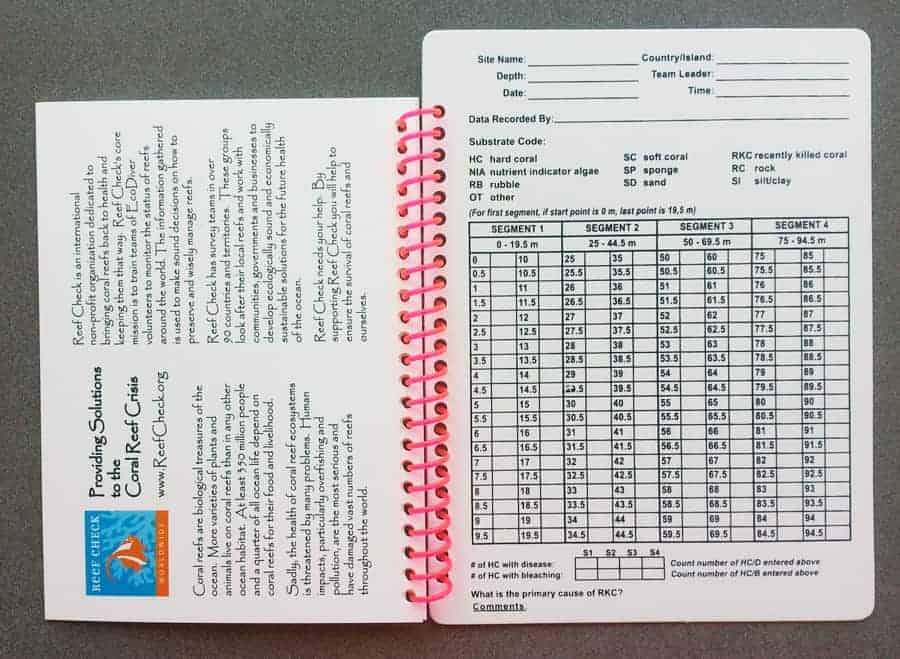 REEF CHECK
WORLDWIDE
Providing Solutions
to the
Coral Reef Crisis
www.ReefCheck.org
Coral reefs are biological treasures of the
ocean. More varieties of plants and
animals live on coral reefs than in any other
ocean habitat. At least 350 million people
and a quarter of all ocean life depend on
coral reefs for their food and livelihood.
Sadly, the health of coral reef ecosystems
is threatened by many problems. Human
impacts, particularly overfishing and
pollution, are the most serious and
have damaged vast numbers of reefs
throughout the world.
Reef Check is an international
non-profit organization dedicated to
bringing coral reefs back to health and
keeping them that way. Reef Check's core
mission is to train teams of EcoDiver
volunteers to monitor the status of reefs
around the world. The information gathered
is used to make sound decisions on how to
preserve and wisely manage reefs.
Reef Check has survey teams in over
90 countries and territories. These groups
look after their local reefs and work with
communities, governments and businesses to
develop ecologically sound and economically
sustainable solutions for the future health
of the ocean.
Reef Check needs your help. By
supporting Reef Check you will help to
ensure the survival of coral reefs and
ourselves.
Site Name: Country/Island:
Depth: Team Leader:
Date: Time:
Data Recorded By:
Substrate Code:
HC hard coral SC soft coral RKC recently killed coral
NIA nutrient indicator algae SP sponge RC rock
RB rubble SD sand SI silt/clay
OT other
(For first segment, if start point is 0 m, last point is 19,5 m)
SEGMENT 1 SEGMENT 2 SEGMENT 3 SEGMENT 4
0 - 19.5 m 25 - 44.5 m 50 - 69.5 m 75 - 94.5 m
0 10 25 35 50 60 75 85
0.5 10.5 25.5 35.5 50.5 60.5 75.5 85.5
1 11 26 36 51 61 76 86
1.5 11.5 26.5 36.5 51.5 61.5 76.5 86.5
2 12 27 37 52 62 77 87
2.5 12.5 27.5 37.5 52.5 62.5 77.5 87.5
3 13 28 38 53 63 78 88
3.5 13.5 28.5 38.5 53.5 63.5 78.5 88.5
4 14 29 39 54 64 79 89
4.5 14.5 29.5 39.5 54.5 64.5 79.5 89.5
5 15 30 40 55 65 80 90
5.5 15.5 30.5 40.5 55.5 65.5 80.5 90.5
6 16 31 41 56 66 81 91
6.5 16.5 31.5 41.5 56.5 66.5 81.5 91.5
7 17 32 42 57 67 82 92
7.5 17.5 32.5 42.5 57.5 67.5 82.5 92.5
8 18 33 43 58 68 83 93
8.5 18.5 33.5 43.5 58.5 68.5 83.5 93.5
9 19 34 44 59 69 84 94
9.5 19.5 34.5 44.5 59.5 69.5 84.5 94.5
S1 S2 S3 S4
# of HC with disease: Count number of HC/D entered above
# of HC with bleaching: Count number of HC/B entered above
What is the primary cause of RKC?
Comments.